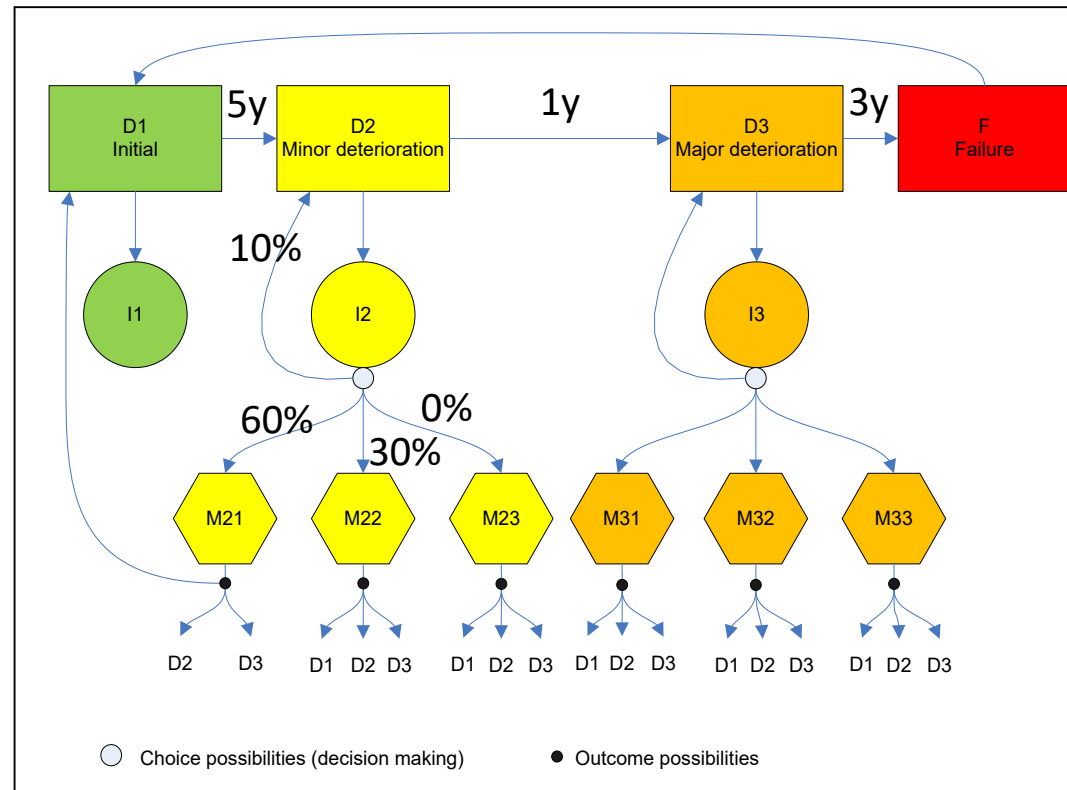 5y
1y
3y
D1
Initial
D2
Minor deterioration
D3
Major deterioration
F
Failure
10%
I1
I2
I3
60%
0%
30%
M21
M22
M23
M31
M32
M33
D2 D3 D1 D2 D3 D1 D2 D3 D1 D2 D3 D1 D2 D3 D1 D2 D3
Choice possibilities (decision making)
Outcome possibilities